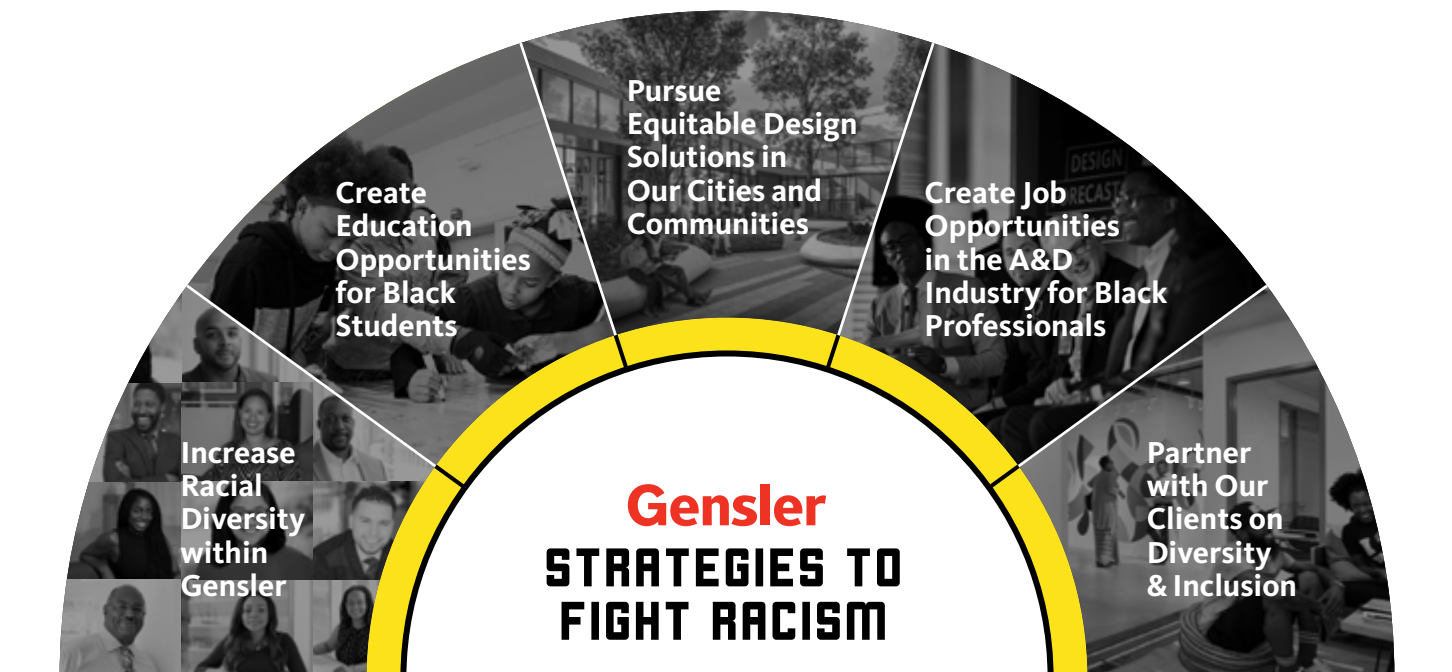 Pursue
Equitable Design
Solutions in
Our Cities and
Communities
Create
Education
Opportunities
for Black
Students
Create Job
Opportunities
in the A&D
Industry for Black
Professionals
DESIGN
FORECAST
Increase
Racial
Diversity
within
Gensler
Partner
with Our
Clients on
Diversity
& Inclusion
Gensler
STRATEGIES TO
FIGHT RACISM